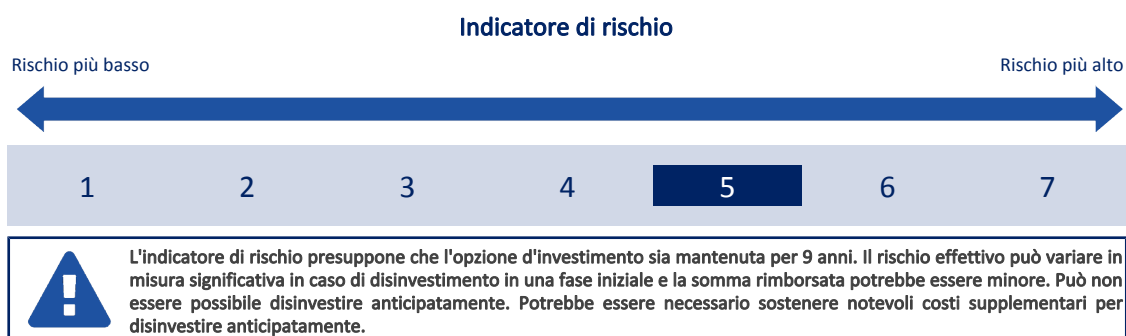 Indicatore di rischio
Rischio più basso
Rischio più alto
1 2 3 4 5 6 7
L'indicatore di rischio presuppone che l'opzione d'investimento sia mantenuta per 9 anni. Il rischio effettivo può variare in
misura significativa in caso di disinvestimento in una fase iniziale e la somma rimborsata potrebbe essere minore. Può non
essere possibile disinvestire anticipatamente. Potrebbe essere necessario sostenere notevoli costi supplementari per
disinvestire anticipatamente.